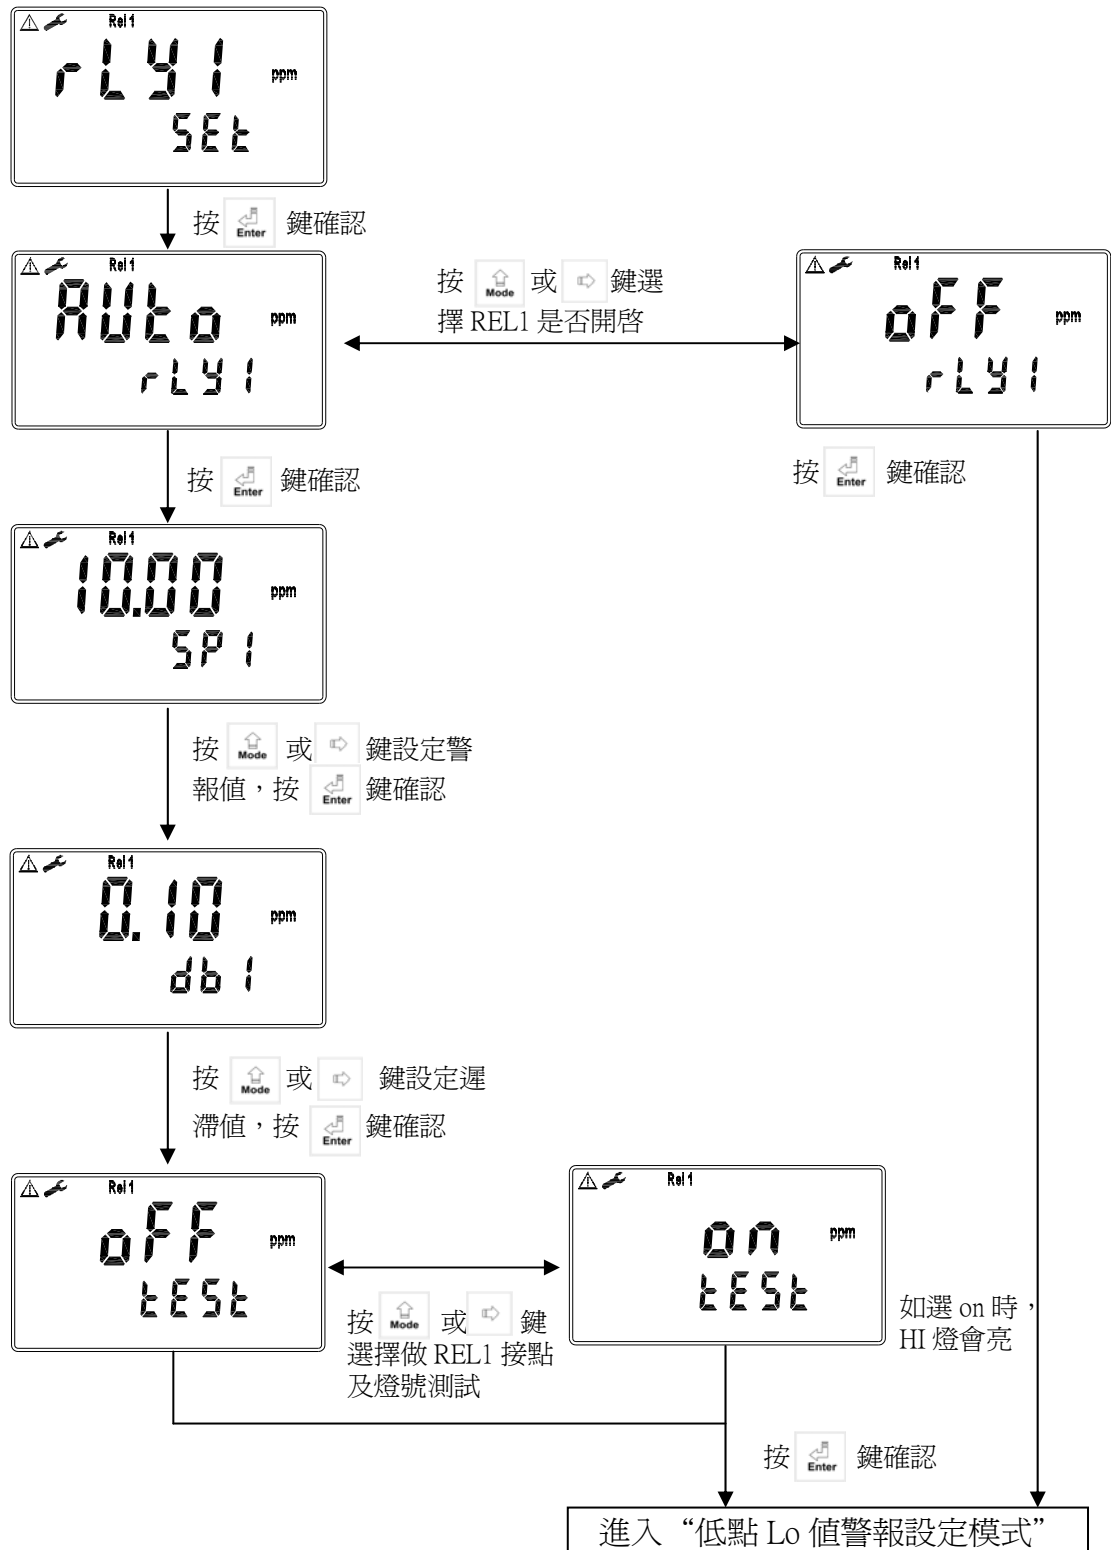 Rel 1
rLY1 ppm
SEt
按 Enter 鍵確認
Rel 1
AUto ppm
rLY1
按 Mode 或 鍵選
擇 REL1 是否開啓
Rel 1
oFF ppm
rLY1
按 Enter 鍵確認
按 Enter 鍵確認
Rel 1
10.00 ppm
SP1
按 Mode 或 鍵設定警
報值，按 Enter 鍵確認
Rel 1
0.10 ppm
db1
按 Mode 或 鍵設定遲
滯值，按 Enter 鍵確認
Rel 1
oFF ppm
tESt
按 Mode 或 鍵
選擇做 REL1 接點
及燈號測試
Rel 1
on ppm
tESt
如選 on 時，
HI 燈會亮
按 Enter 鍵確認
進入“低點 Lo 值警報設定模式”